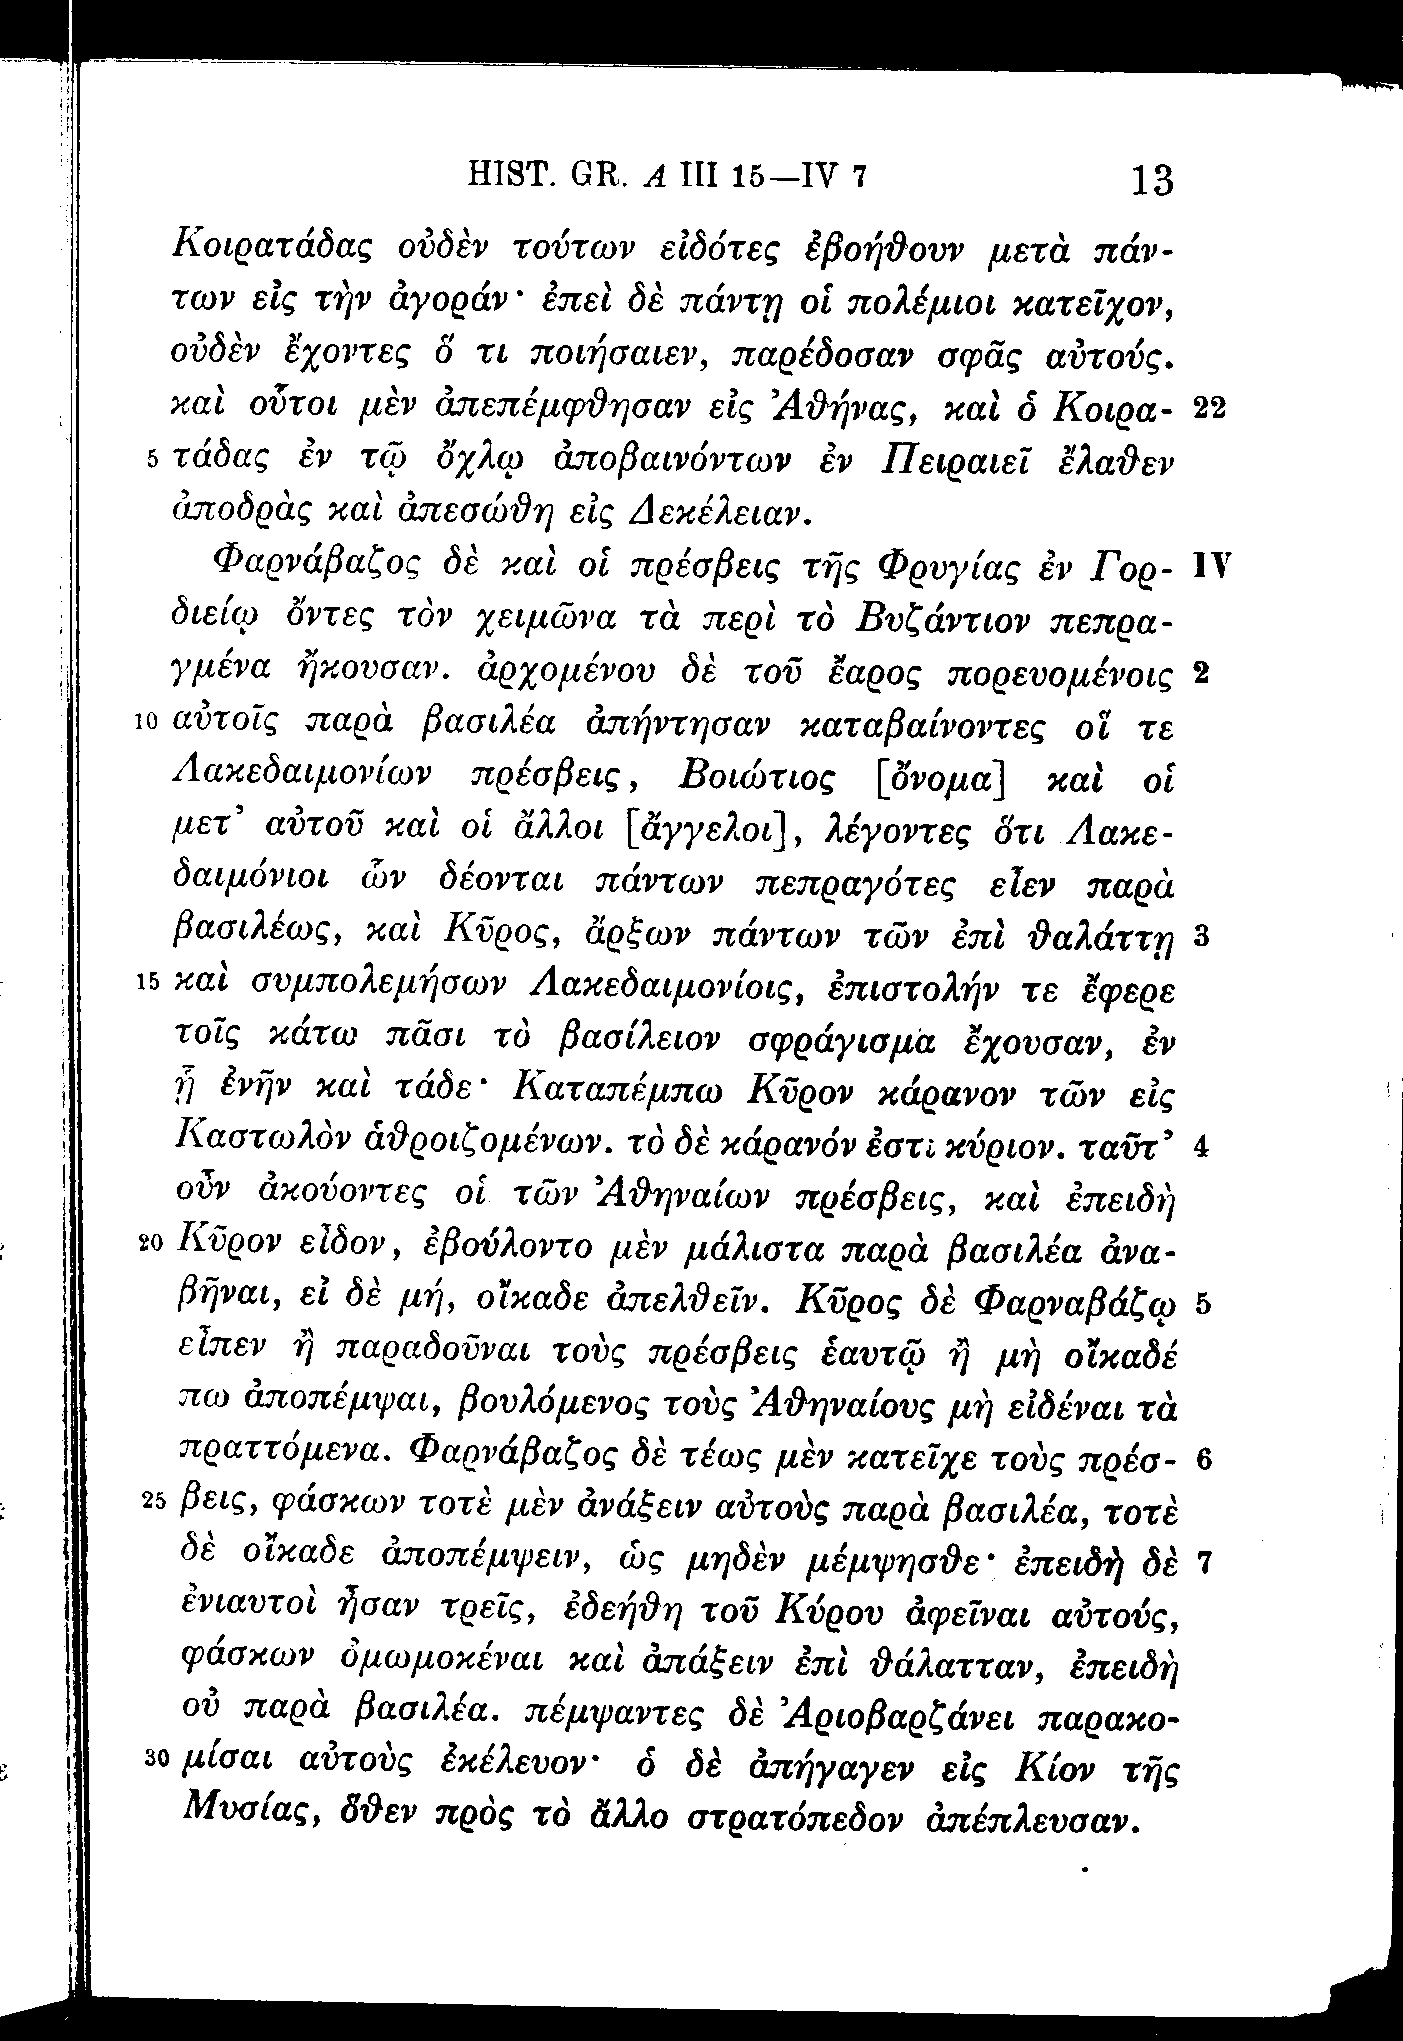 HIST. GR. A III 15—IV 7 13
Κοιρατάδας οὐδὲν τούτων εἰδότες ἐβοήϑουν μετὰ πάν-
των εἰς τὴν ἀγοράν· ἐπεὶ δὲ πάντῃ οἱ πολέμιοι κατεῖχον,
οὐδὲν ἔχοντες ὅ τι ποιήσαιεν, παρέδοσαν σφᾶς αὐτούς.
καὶ οὗτοι μὲν ἀπεπέμφϑησαν εἰς Ἀϑήνας, καὶ ὁ Κοιρα- 22
5 τάδας ἐν τῷ ὄχλῳ ἀποβαινόντων ἐν Πειραιεῖ ἔλαϑεν
ἀποδρὰς καὶ ἀπεσώϑη εἰς Δεκέλειαν.
Φαρνάβαζος δὲ καὶ οἱ πρέσβεις τῆς Φρυγίας ἐν Γορ- IV
διείῳ ὄντες τὸν χειμῶνα τὰ περὶ τὸ Βυζάντιον πεπρα-
γμένα ἤκουσαν. ἀρχομένου δὲ τοῦ ἔαρος πορευομένοις 2
10 αὐτοῖς παρὰ βασιλέα ἀπήντησαν καταβαίνοντες οἵ τε
Λακεδαιμονίων πρέσβεις, Βοιώτιος [ὄνομα] καὶ οἱ
μετ’ αὐτοῦ καὶ οἱ ἄλλοι [ἄγγελοι], λέγοντες ὅτι Λακε-
δαιμόνιοι ὧν δέονται πάντων πεπραγότες εἶεν παρὰ
βασιλέως, καὶ Κῦρος, ἄρξων πάντων τῶν ἐπὶ ϑαλάττῃ 3
15 καὶ συμπολεμήσων Λακεδαιμονίοις, ἐπιστολήν τε ἔφερε
τοῖς κάτω πᾶσι τὸ βασίλειον σφράγισμα ἔχουσαν, ἐν
ᾗ ἐνῆν καὶ τάδε· Καταπέμπω Κῦρον κάρανον τῶν εἰς
Καστωλὸν ἁϑροιζομένων. τὸ δὲ κάρανόν ἐστι κύριον. ταῦτ’ 4
οὖν ἀκούοντες οἱ τῶν Ἀϑηναίων πρέσβεις, καὶ ἐπειδὴ
20 Κῦρον εἶδον, ἐβούλοντο μὲν μάλιστα παρὰ βασιλέα ἀνα-
βῆναι, εἰ δὲ μή, οἴκαδε ἀπελϑεῖν. Κῦρος δὲ Φαρναβάζῳ 5
εἶπεν ἢ παραδοῦναι τοὺς πρέσβεις ἑαυτῷ ἢ μὴ οἴκαδέ
πω ἀποπέμψαι, βουλόμενος τοὺς Ἀϑηναίους μὴ εἰδέναι τὰ
πραττόμενα. Φαρνάβαζος δὲ τέως μὲν κατεῖχε τοὺς πρέσ- 6
25 βεις, φάσκων τοτὲ μὲν ἀνάξειν αὐτοὺς παρὰ βασιλέα, τοτὲ
δὲ οἴκαδε ἀποπέμψειν, ὡς μηδὲν μέμψησϑε· ἐπειδὴ δὲ 7
ἐνιαυτοὶ ἦσαν τρεῖς, ἐδεήϑη τοῦ Κύρου ἀφεῖναι αὐτούς,
φάσκων ὀμωμοκέναι καὶ ἀπάξειν ἐπὶ ϑάλατταν, ἐπειδὴ
οὐ παρὰ βασιλέα. πέμψαντες δὲ Ἀριοβαρζάνει παρακο-
30 μίσαι αὐτοὺς ἐκέλευον· ὁ δὲ ἀπήγαγεν εἰς Κίον τῆς
Μυσίας, ὅϑεν πρὸς τὸ ἄλλο στρατόπεδον ἀπέπλευσαν.